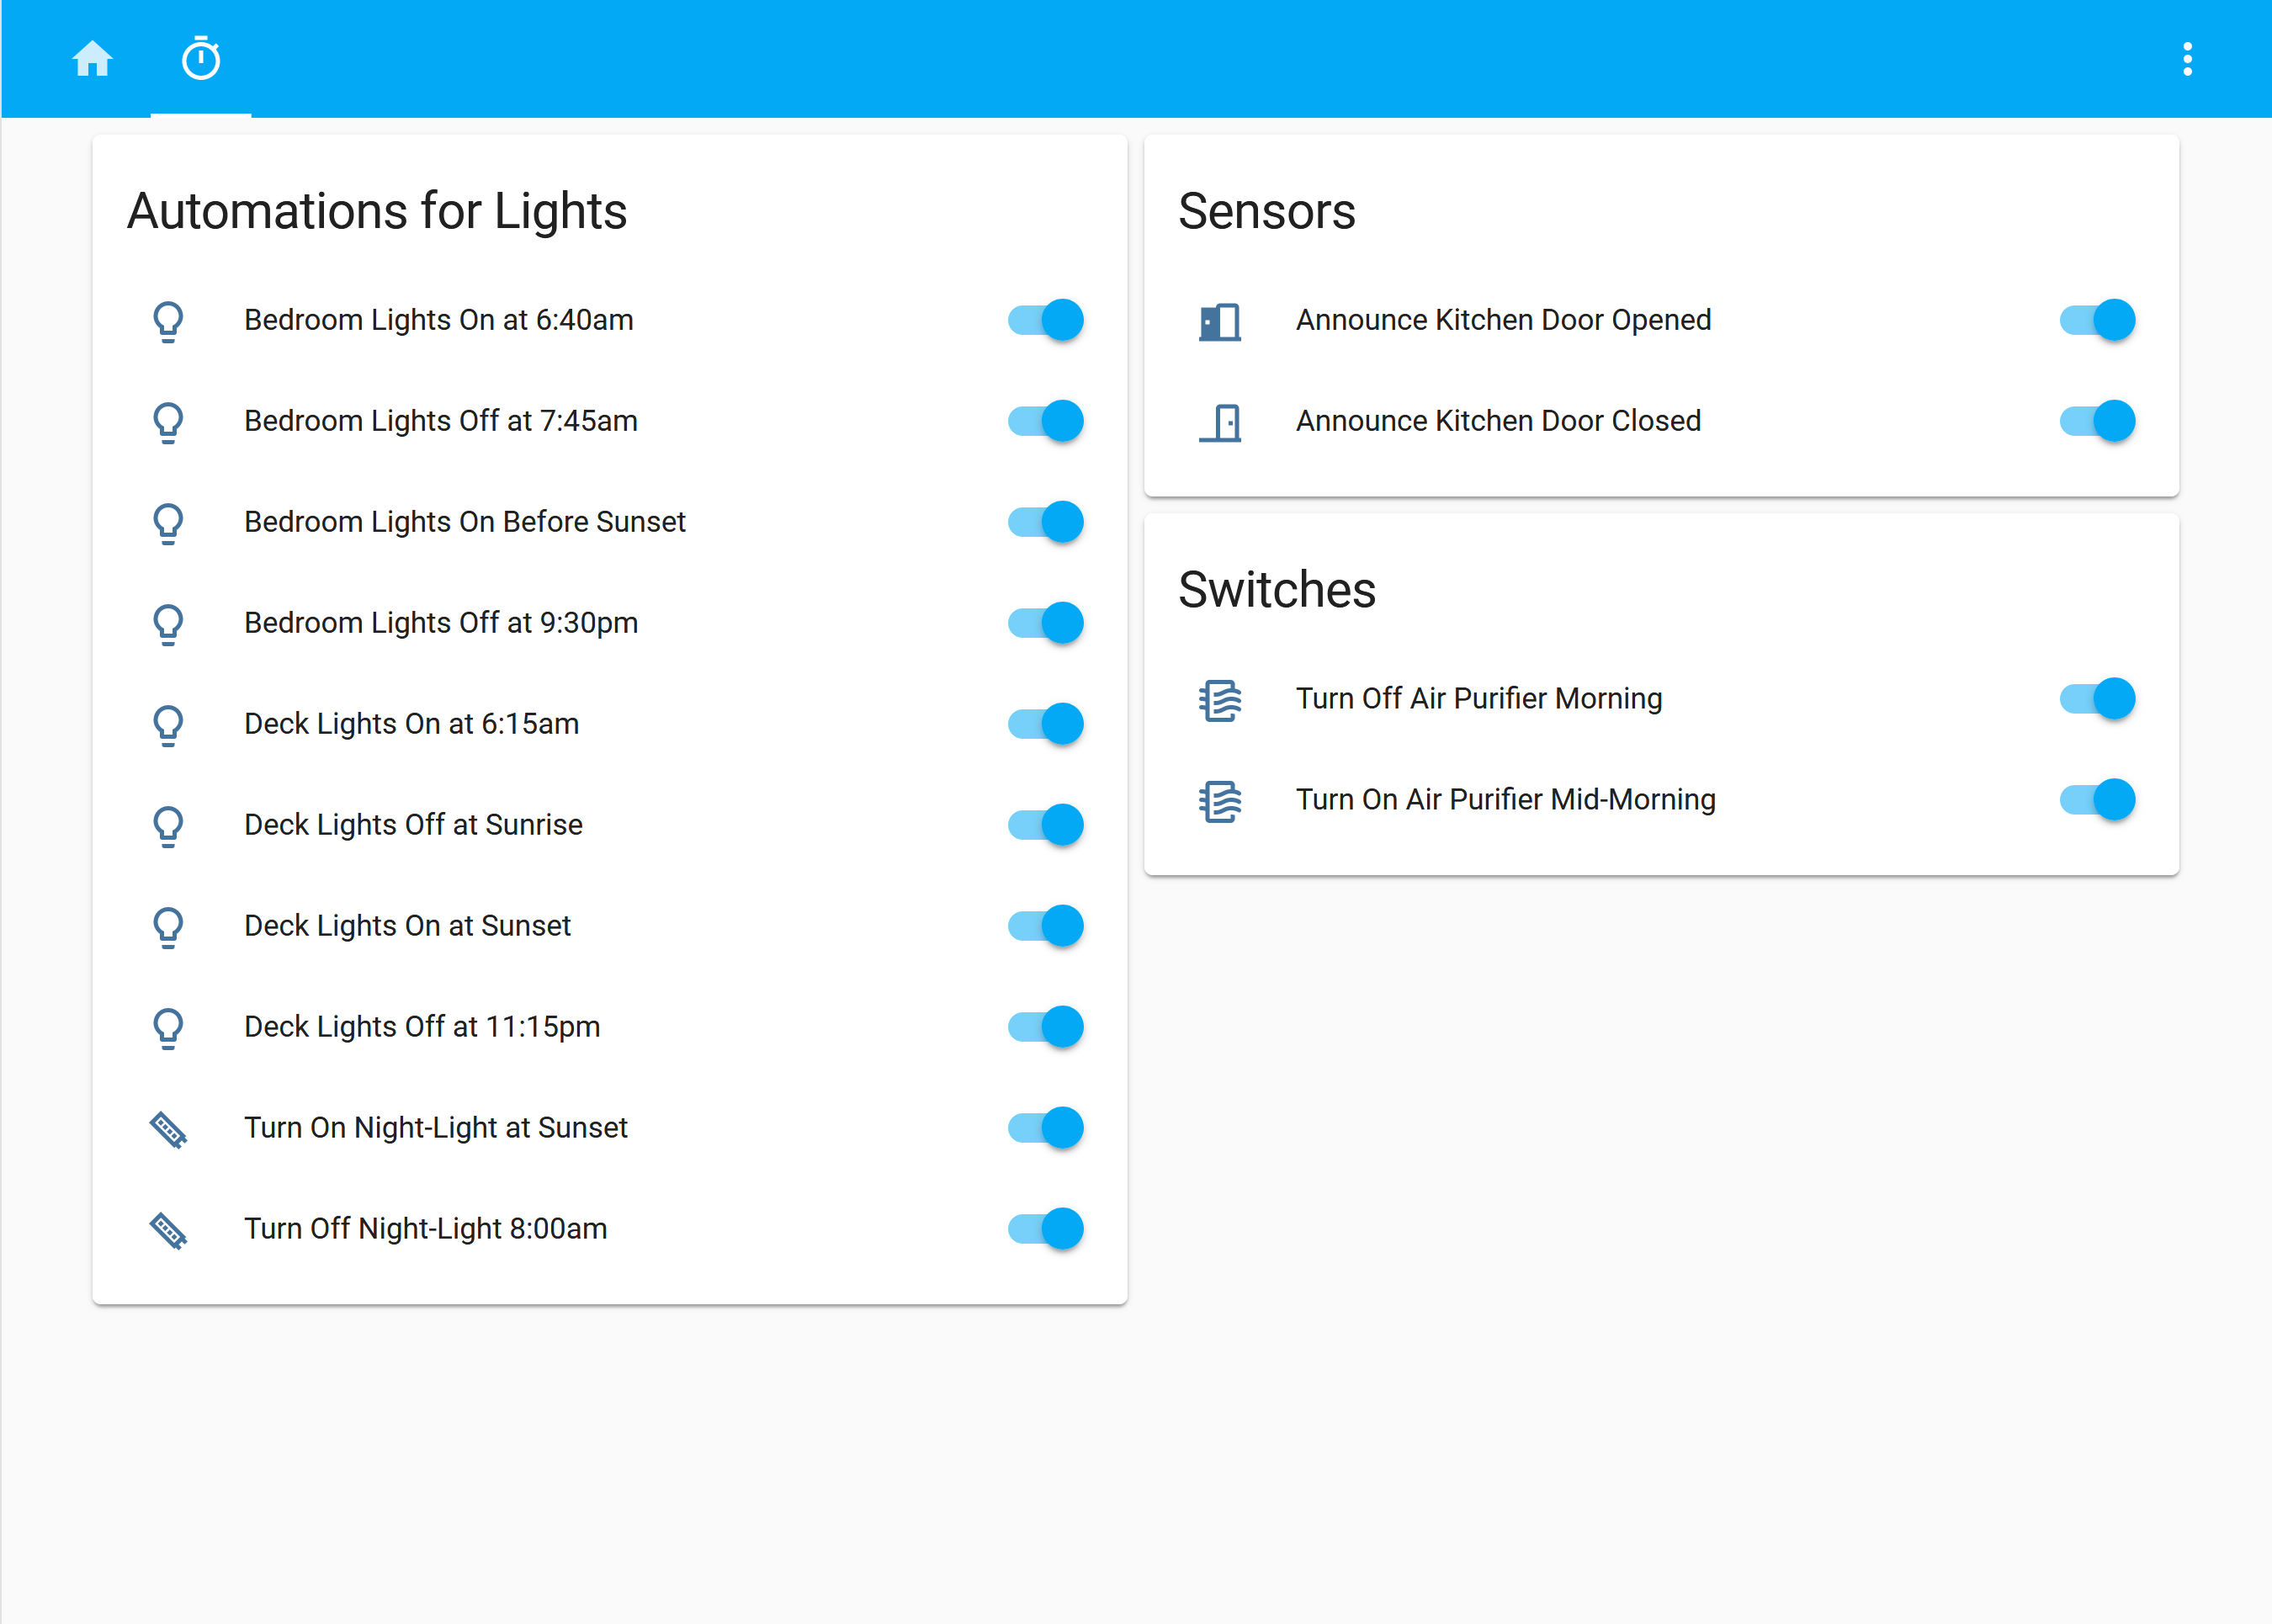 Automations for Lights
Bedroom Lights On at 6:40am
Bedroom Lights Off at 7:45am
Bedroom Lights On Before Sunset
Bedroom Lights Off at 9:30pm
Deck Lights On at 6:15am
Deck Lights Off at Sunrise
Deck Lights On at Sunset
Deck Lights Off at 11:15pm
Turn On Night-Light at Sunset
Turn Off Night-Light 8:00am
Sensors
Announce Kitchen Door Opened
Announce Kitchen Door Closed
Switches
Turn Off Air Purifier Morning
Turn On Air Purifier Mid-Morning